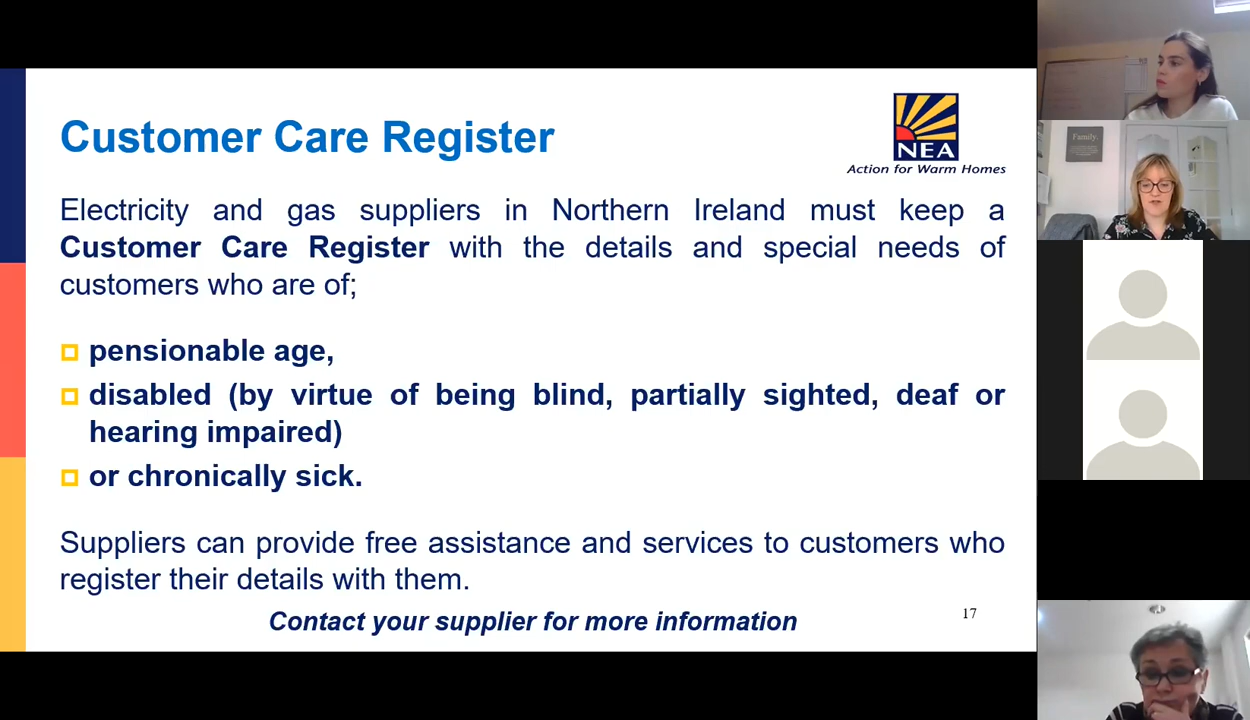 Customer Care Register
NEA
Action for Warm Homes
Electricity and gas suppliers in Northern Ireland must keep a
Customer Care Register with the details and special needs of
customers who are of;
pensionable age,
disabled (by virtue of being blind, partially sighted, deaf or
hearing impaired)
or chronically sick.
Suppliers can provide free assistance and services to customers who
register their details with them.
Contact your supplier for more information
17
Family.